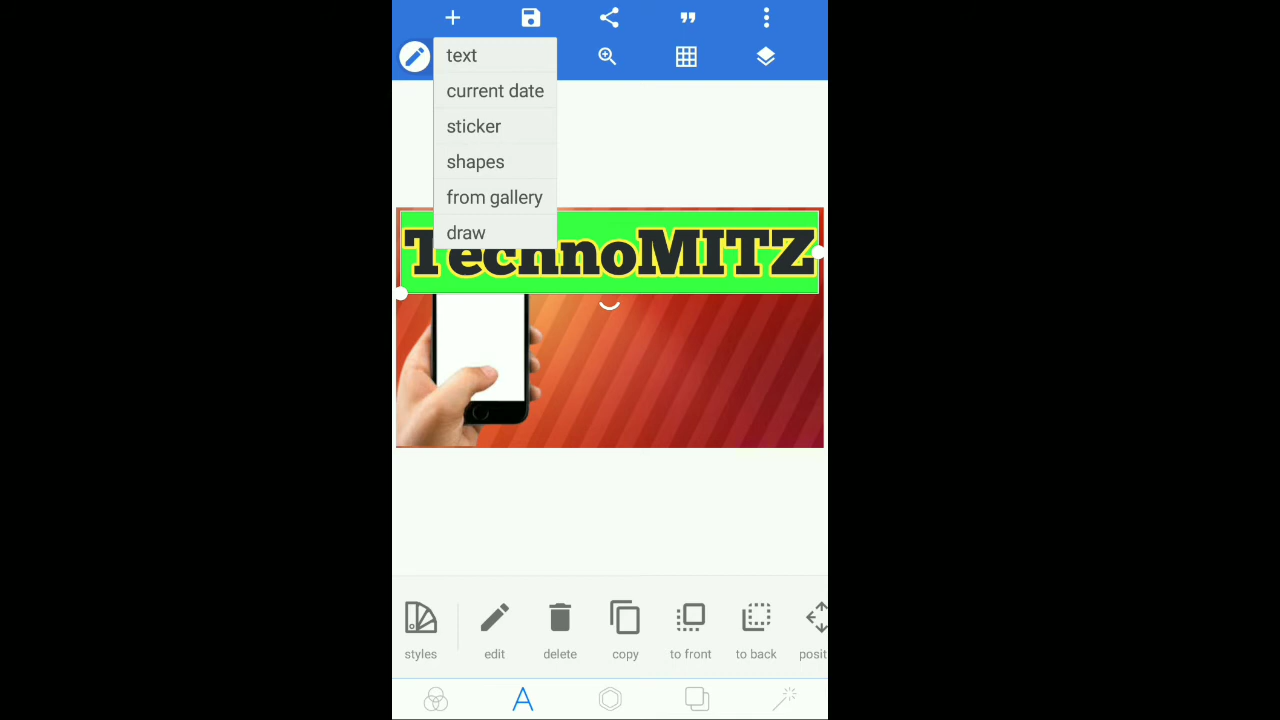 text
current date
sticker
shapes
from gallery
draw
TechnoMITZ
styles
edit
delete
copy
to front
to back
posit